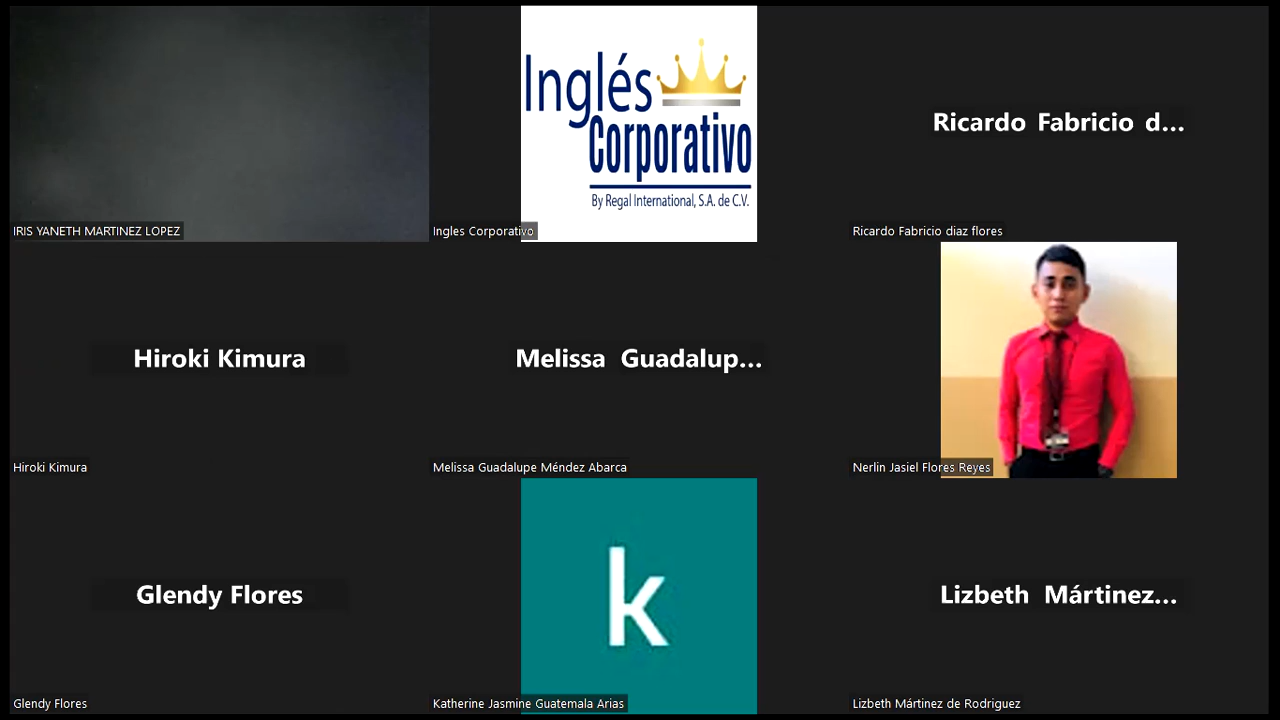 Inglés
Corporativo
By Regal International, S.A. de C.V.
Ricardo Fabricio d...
IRIS YANETH MARTINEZ LOPEZ
Ingles Corporativo
Ricardo Fabricio diaz flores
Hiroki Kimura
Melissa Guadalup...
Hiroki Kimura
Melissa Guadalupe Méndez Abarca
Nerlin Jasiel Flores Reyes
Glendy Flores
k
Lizbeth Mártinez...
Glendy Flores
Katherine Jasmine Guatemala Arias
Lizbeth Mártinez de Rodriguez